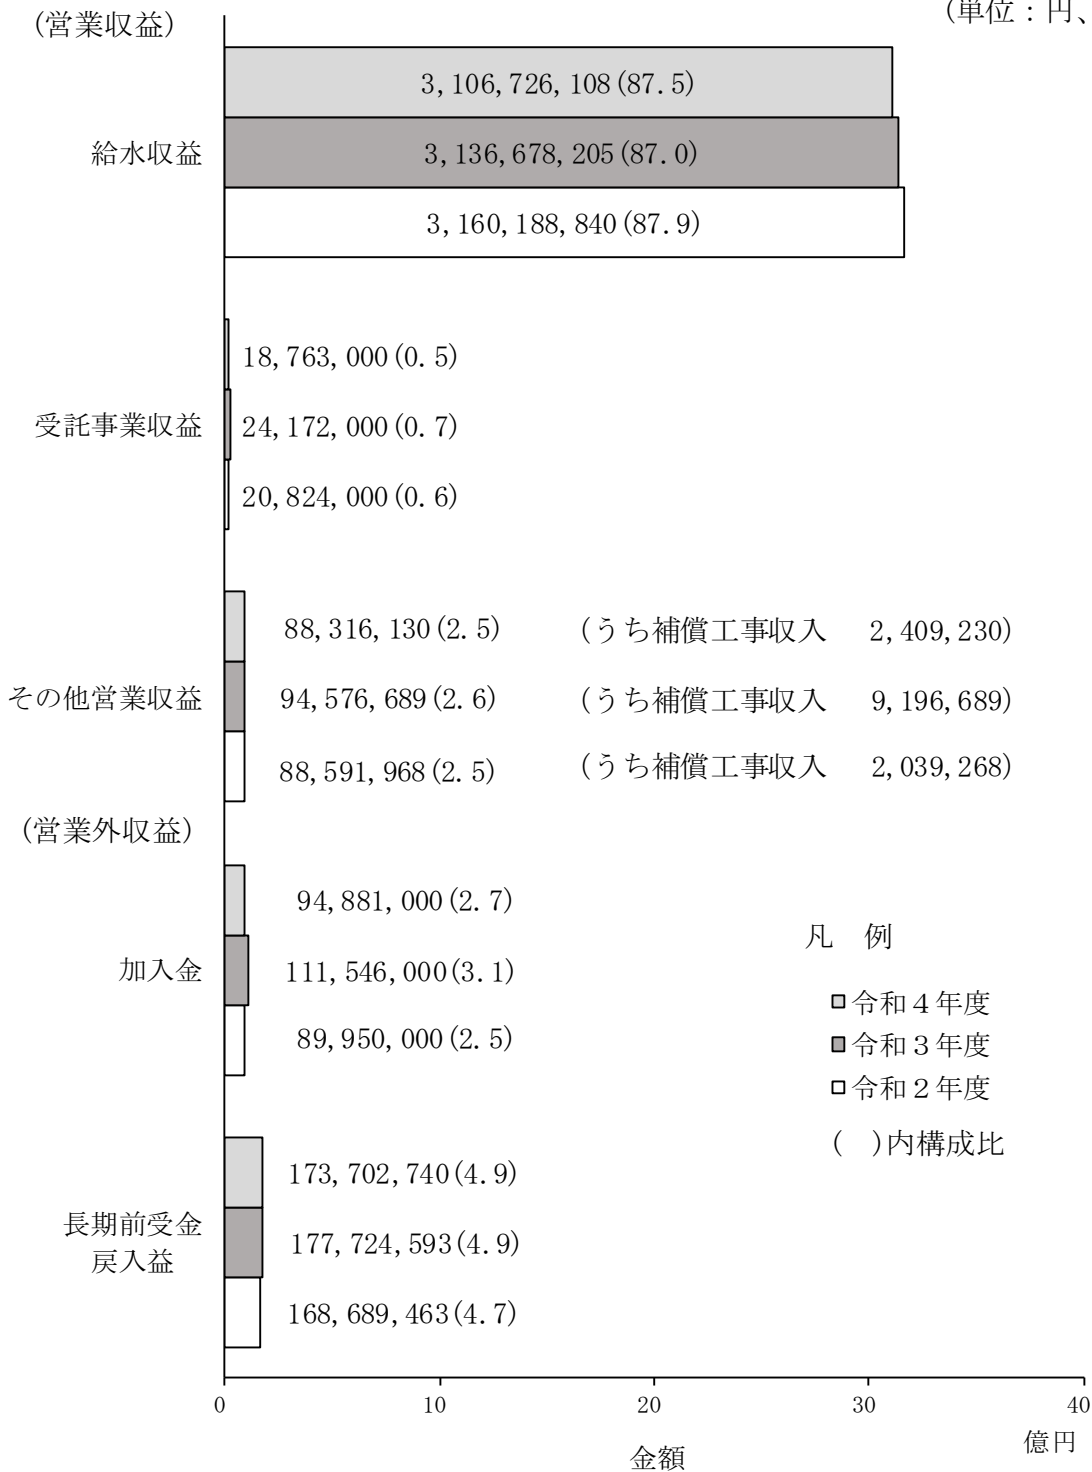 (単位：円、
(営業収益)
3,106,726,108(87.5)
給水収益
3,136,678,205(87.0)
3,160,188,840(87.9)
18,763,000(0.5)
受託事業収益
24,172,000(0.7)
20,824,000(0.6)
88,316,130(2.5) (うち補償工事収入 2,409,230)
その他営業収益
94,576,689(2.6) (うち補償工事収入 9,196,689)
88,591,968(2.5) (うち補償工事収入 2,039,268)
(営業外収益)
94,881,000(2.7)
加入金
111,546,000(3.1)
89,950,000(2.5)
凡 例
令和４年度
令和３年度
令和２年度
( )内構成比
173,702,740(4.9)
長期前受金
戻入益
177,724,593(4.9)
168,689,463(4.7)
0 10 20 30 40
億円
金額